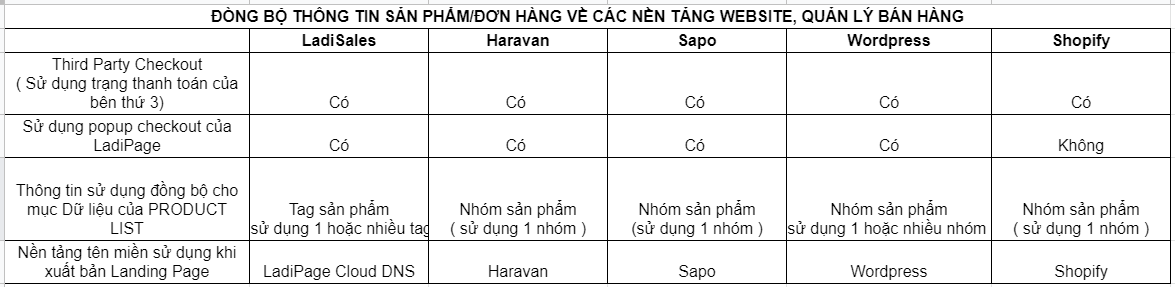 ĐÒNG BỘ THÔNG TIN SẢN PHẨM/ĐƠN HÀNG VỀ CÁC NỀN TẢNG WEBSITE, QUẢN LÝ BÁN HÀNG
LadiSales Haravan Sapo Wordpress Shopify
Third Party Checkout
( Sử dụng trang thanh toán của
bên thứ 3)
Có Có Có Có Có
Sử dụng popup checkout của
LadiPage
Có Có Có Có Không
Thông tin sử dụng đồng bộ cho
mục Dữ liệu của PRODUCT
LIST
Tag sản phẩm
sử dụng 1 hoặc nhiều tag
Nhóm sản phẩm
( sử dụng 1 nhóm )
Nhóm sản phẩm
(sử dụng 1 nhóm )
Nhóm sản phẩm
sử dụng 1 hoặc nhiều nhóm
Nhóm sản phẩm
( sử dụng 1 nhóm )
Nền tảng tên miền sử dụng khi
xuất bản Landing Page
LadiPage Cloud DNS Haravan Sapo Wordpress Shopify